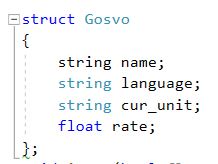 struct Gosvo
{
    string name;
    string language;
    string cur_unit;
    float rate;
};